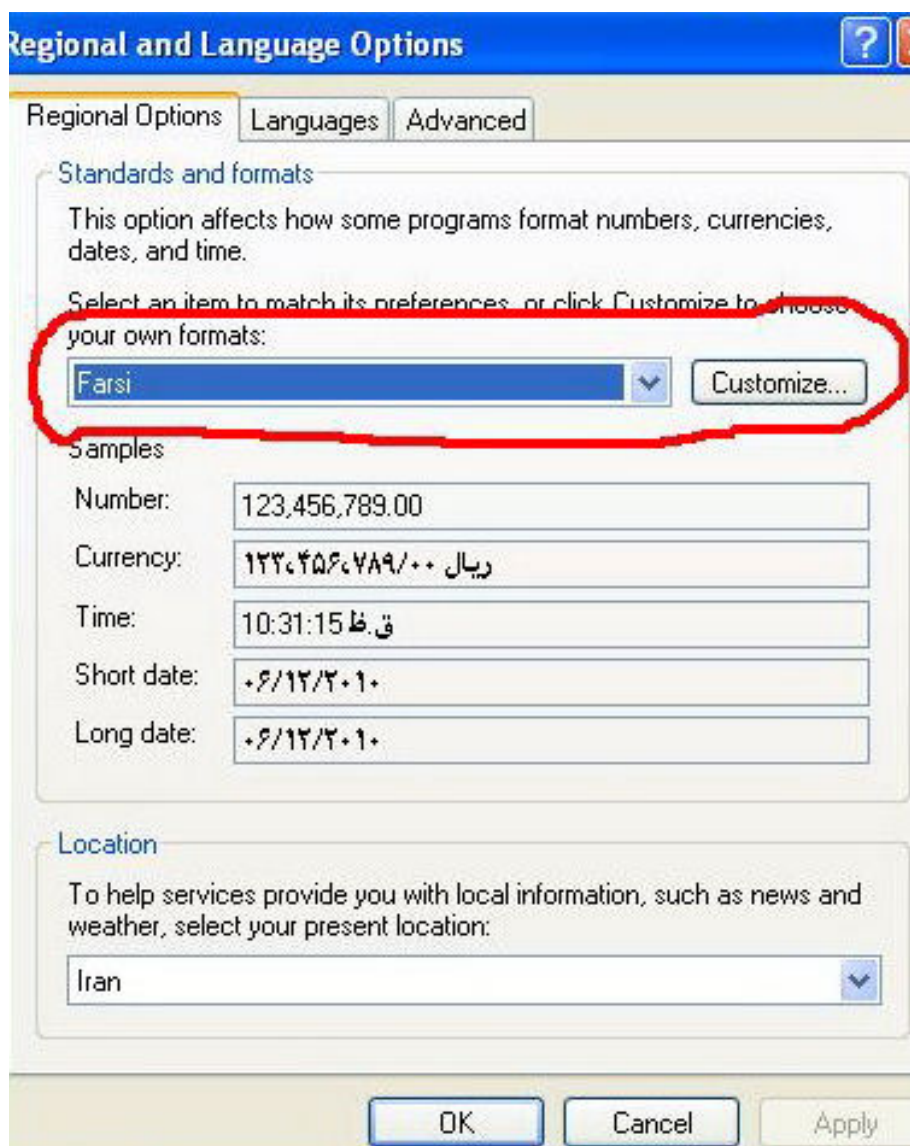 Regional and Language Options
Regional Options Languages Advanced
Standards and formats
This option affects how some programs format numbers, currencies,
dates, and time.
Select an item to match its preferences, or click Customize to choose
your own formats:
Farsi Customize...
Samples
Number: 123,456,789.00
Currency: ریال ۱۲۳،۴۵۶،۷۸۹/۰۰
Time: 10:31:15 ق.ظ
Short date: ۰۶/۱۲/۲۰۱۰
Long date: ۰۶/۱۲/۲۰۱۰
Location
To help services provide you with local information, such as news and
weather, select your present location:
Iran
OK Cancel Apply